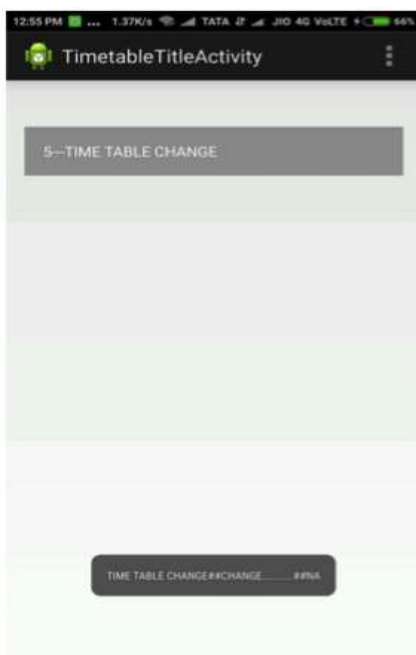 12:55 PM ... 1.37K/s TATA JIO 4G VoLTE 66%
TimetableTitleActivity
5--TIME TABLE CHANGE
TIME TABLE CHANGE##CHANGE............##NA